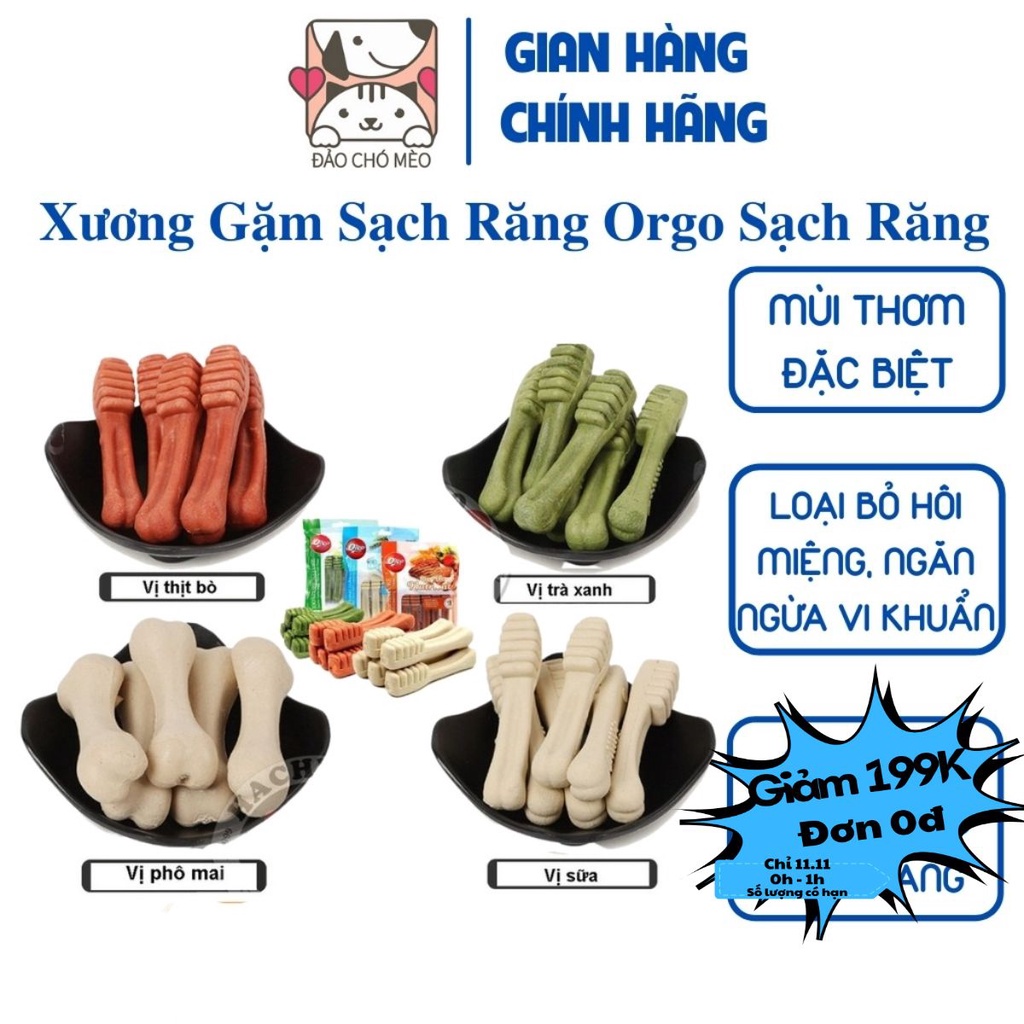 ĐẢO CHÓ MÈO
GIAN HÀNG
CHÍNH HÃNG
Xương Gặm Sạch Răng Orgo Sạch Răng
MÙI THƠM
ĐẶC BIỆT
Vị thịt bò
Vị trà xanh
LOẠI BỎ HÔI
MIỆNG, NGĂN
NGỪA VI KHUẨN
Vị phô mai
Vị sữa
Giảm 199K
Đơn 0đ
Chỉ 11.11
0h - 1h
Số lượng có hạn